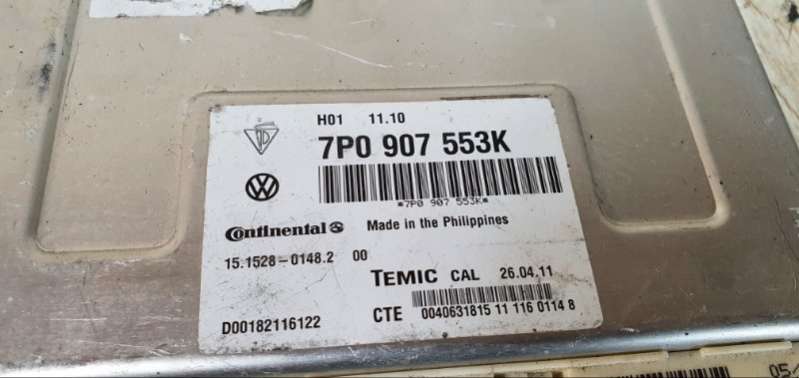 H01 11.10
7P0 907 553K
*7P0 907 553K*
Continental Made in the Philippines
15.1528-0148.2 00
TEMIC CAL 26.04.11
D00182116122
CTE 0040631815 11 116 0114 8
05/